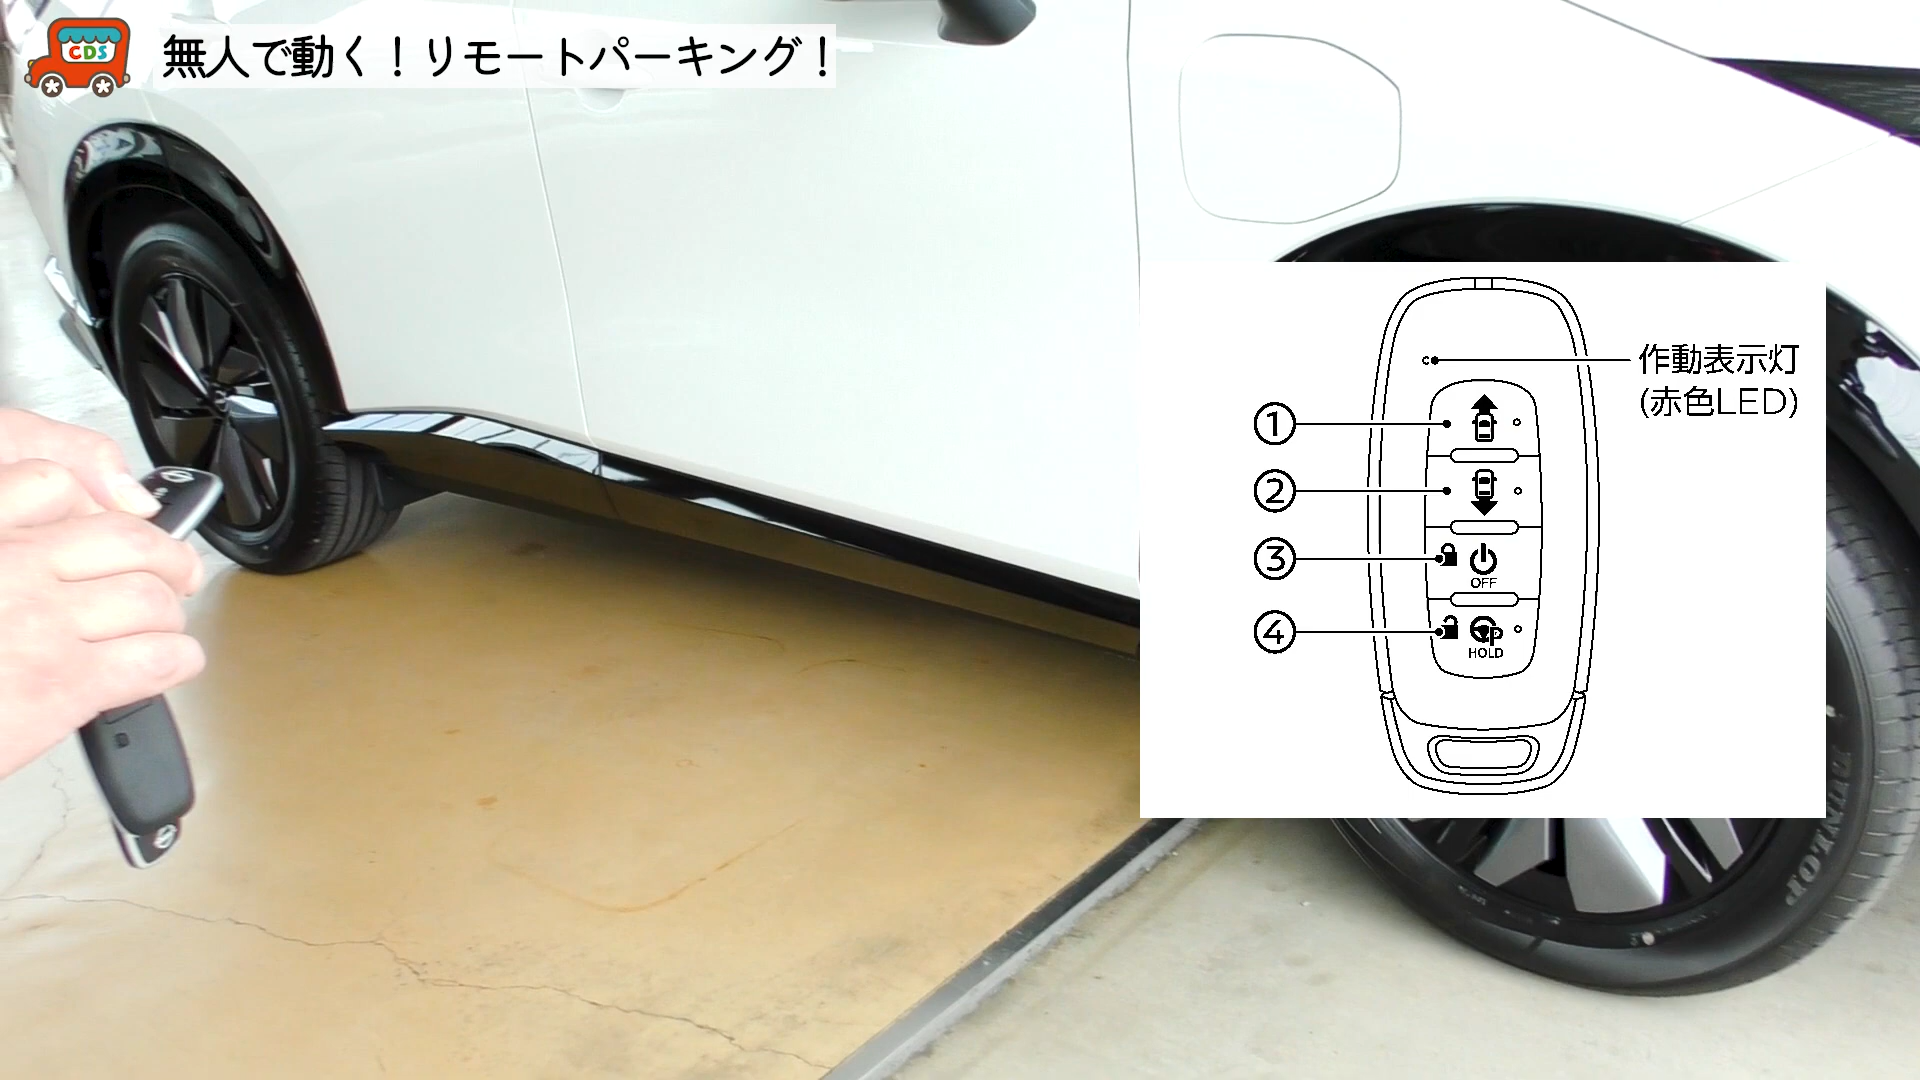 CDS
無人で動く！リモートパーキング！
作動表示灯
(赤色LED)
①
②
③
OFF
④
P
HOLD
DUNLOP